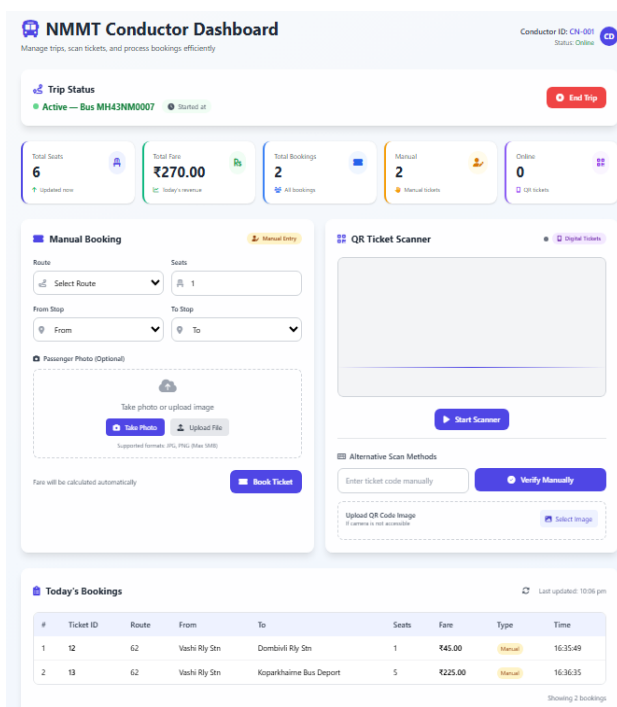 NMMT Conductor Dashboard
Manage trips, scan tickets, and process bookings efficiently
Conductor ID: CN-001
Status: Online
CD
Trip Status
Active — Bus MH43NM0007
Started at
End Trip
Total Seats
6
Updated now
Total Fare
₹270.00
Today's revenue
Rs
Total Bookings
2
All bookings
Manual
2
Manual tickets
Online
0
QR tickets
Manual Booking
Manual Entry
Route
Seats
Select Route
1
From Stop
To Stop
From
To
Passenger Photo (Optional)
Take photo or upload image
Take Photo
Upload File
Supported formats: JPG, PNG (Max 5MB)
Fare will be calculated automatically
Book Ticket
QR Ticket Scanner
Digital Tickets
Start Scanner
Alternative Scan Methods
Enter ticket code manually
Verify Manually
Upload QR Code Image
If camera is not accessible
Select Image
Today's Bookings
Last updated: 10:06 pm
# Ticket ID Route From To Seats Fare Type Time
1 12 62 Vashi Rly Stn Dombivli Rly Stn 1 ₹45.00 Manual 16:35:49
2 13 62 Vashi Rly Stn Koparkhairne Bus Deport 5 ₹225.00 Manual 16:36:35
Showing 2 bookings